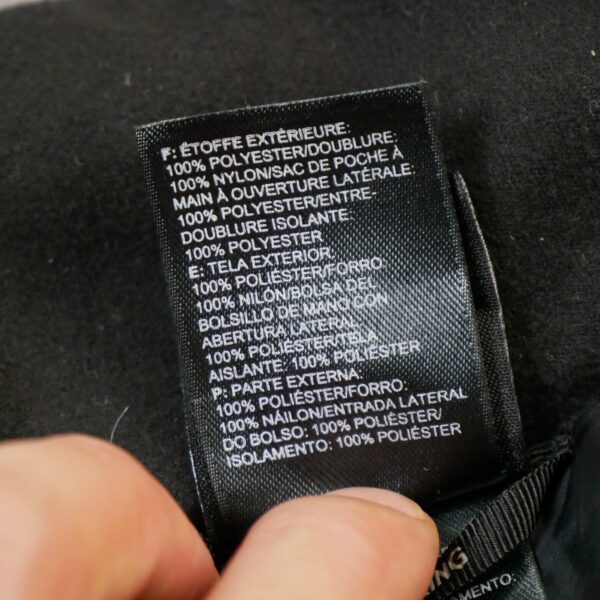 F: ÉTOFFE EXTÉRIEURE:
100% POLYESTER/DOUBLURE:
100% NYLON/SAC DE POCHE À
MAIN À OUVERTURE LATÉRALE:
100% POLYESTER/ENTRE-
DOUBLURE ISOLANTE:
100% POLYESTER
E: TELA EXTERIOR:
100% POLIÉSTER/FORRO:
100% NILÓN/BOLSA DEL
BOLSILLO DE MANO CON
ABERTURA LATERAL:
100% POLIÉSTER/TELA
AISLANTE: 100% POLIÉSTER
P: PARTE EXTERNA:
100% POLIÉSTER/FORRO:
100% NÁILON/ENTRADA LATERAL
DO BOLSO: 100% POLIÉSTER/
ISOLAMENTO: 100% POLIÉSTER